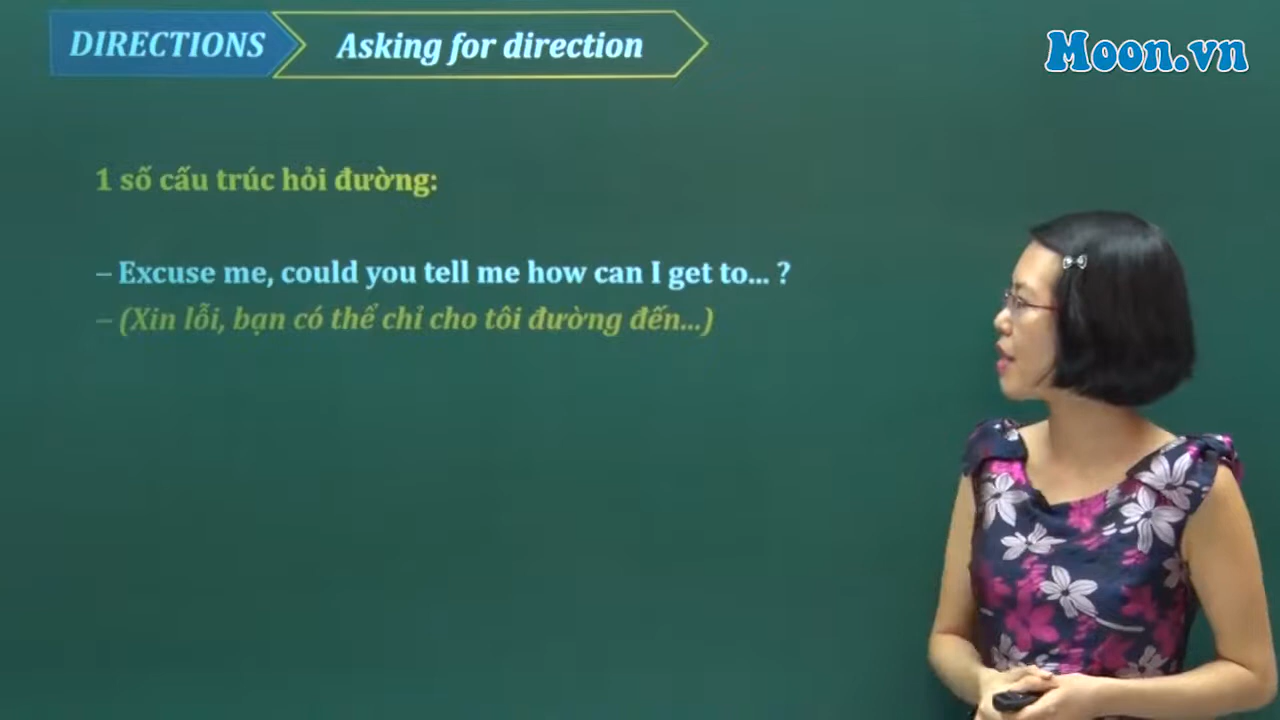 DIRECTIONS
Asking for direction
Moon.vn
1 số cấu trúc hỏi đường:
– Excuse me, could you tell me how can I get to... ?
– (Xin lỗi, bạn có thể chỉ cho tôi đường đến...)